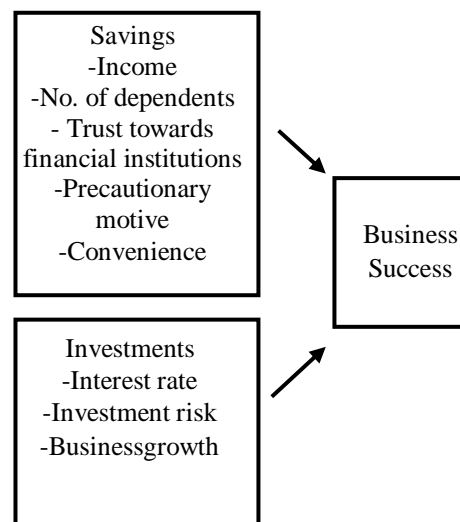 Savings
-Income
-No. of dependents
- Trust towards
financial institutions
-Precautionary
motive
-Convenience
Business
Success
Investments
-Interest rate
-Investment risk
-Businessgrowth